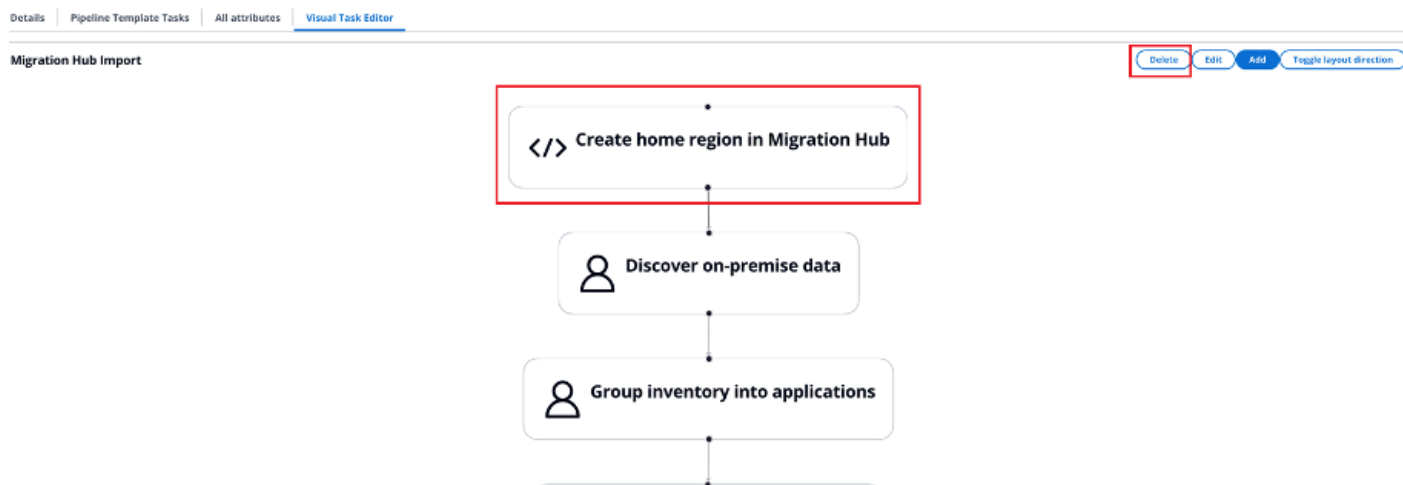 Details Pipeline Template Tasks All attributes Visual Task Editor
Migration Hub Import Delete Edit Add Toggle layout direction
Create home region in Migration Hub
Discover on-premise data
Group inventory into applications